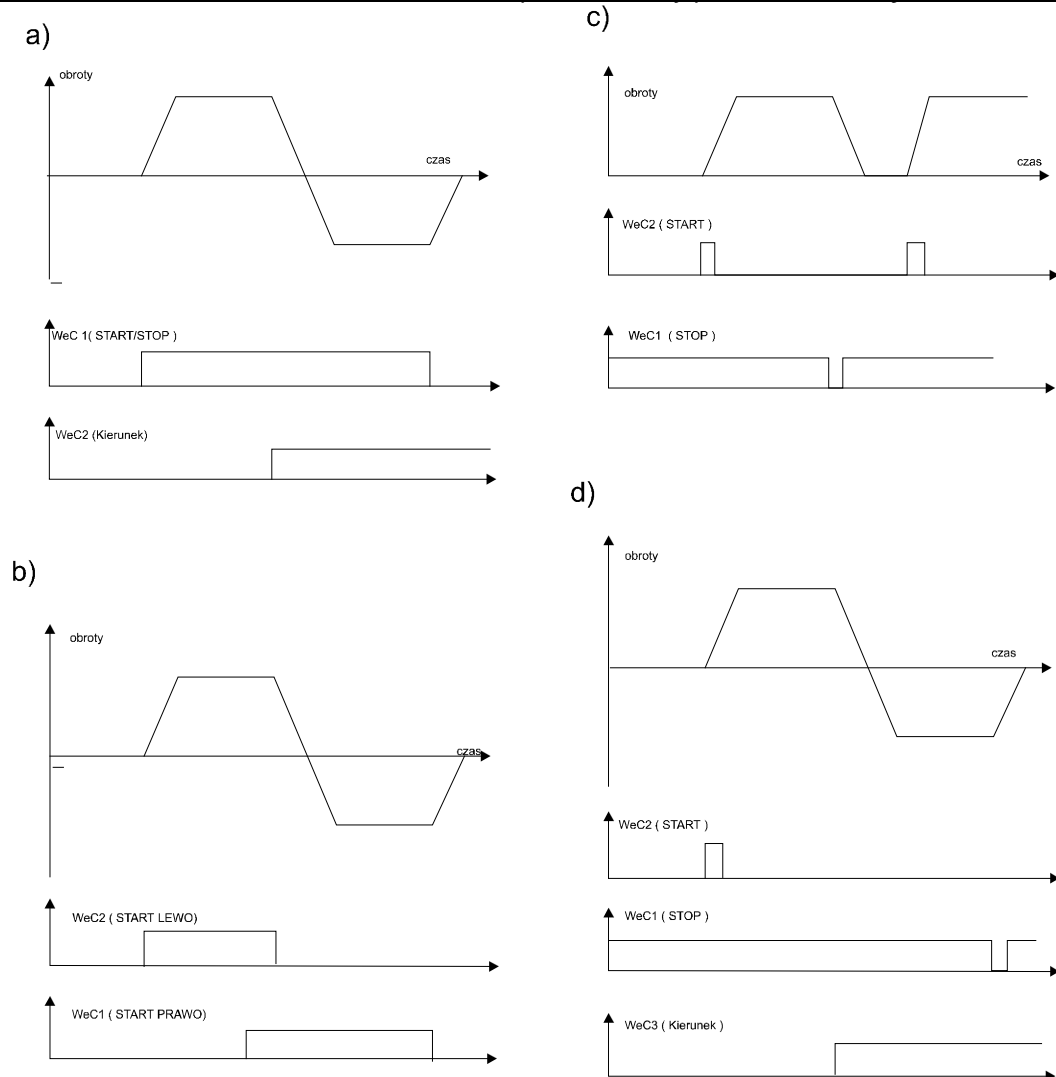 a)
obroty
czas
WeC 1( START/STOP )
WeC2 (Kierunek)
b)
obroty
czas
WeC2 ( START LEWO)
WeC1 ( START PRAWO)
c)
obroty
czas
WeC2 ( START )
WeC1 ( STOP )
d)
obroty
czas
WeC2 ( START )
WeC1 ( STOP )
WeC3 ( Kierunek )